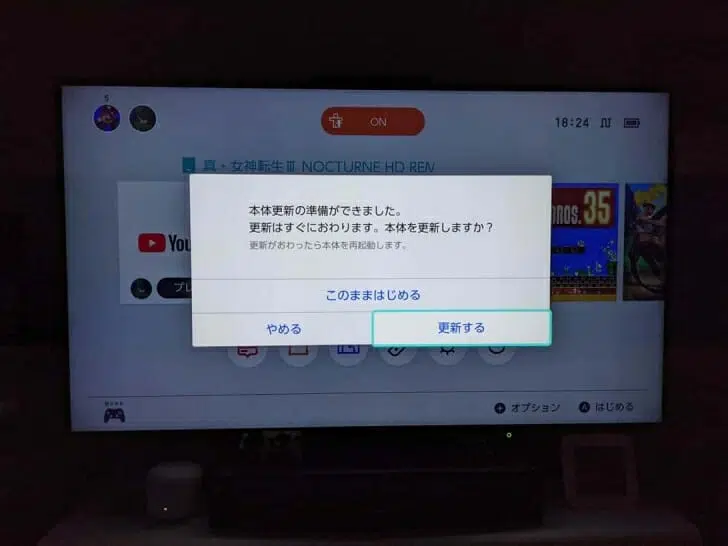 ON
18:24
真・女神転生Ⅲ NOCTURNE HD REM
本体更新の準備ができました。
更新はすぐにおわります。本体を更新しますか？
更新がおわったら本体を再起動します。
You
35
プレ
このままはじめる
やめる
更新する
オプション
はじめる